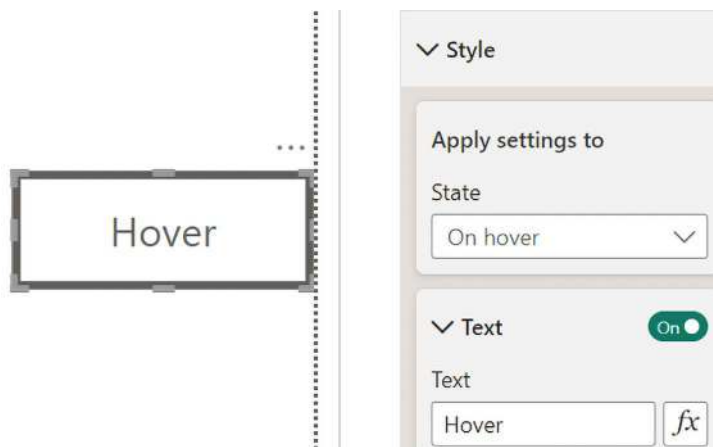 Style
Apply settings to
State
Hover
On hover
Text
On
Text
Hover
fx